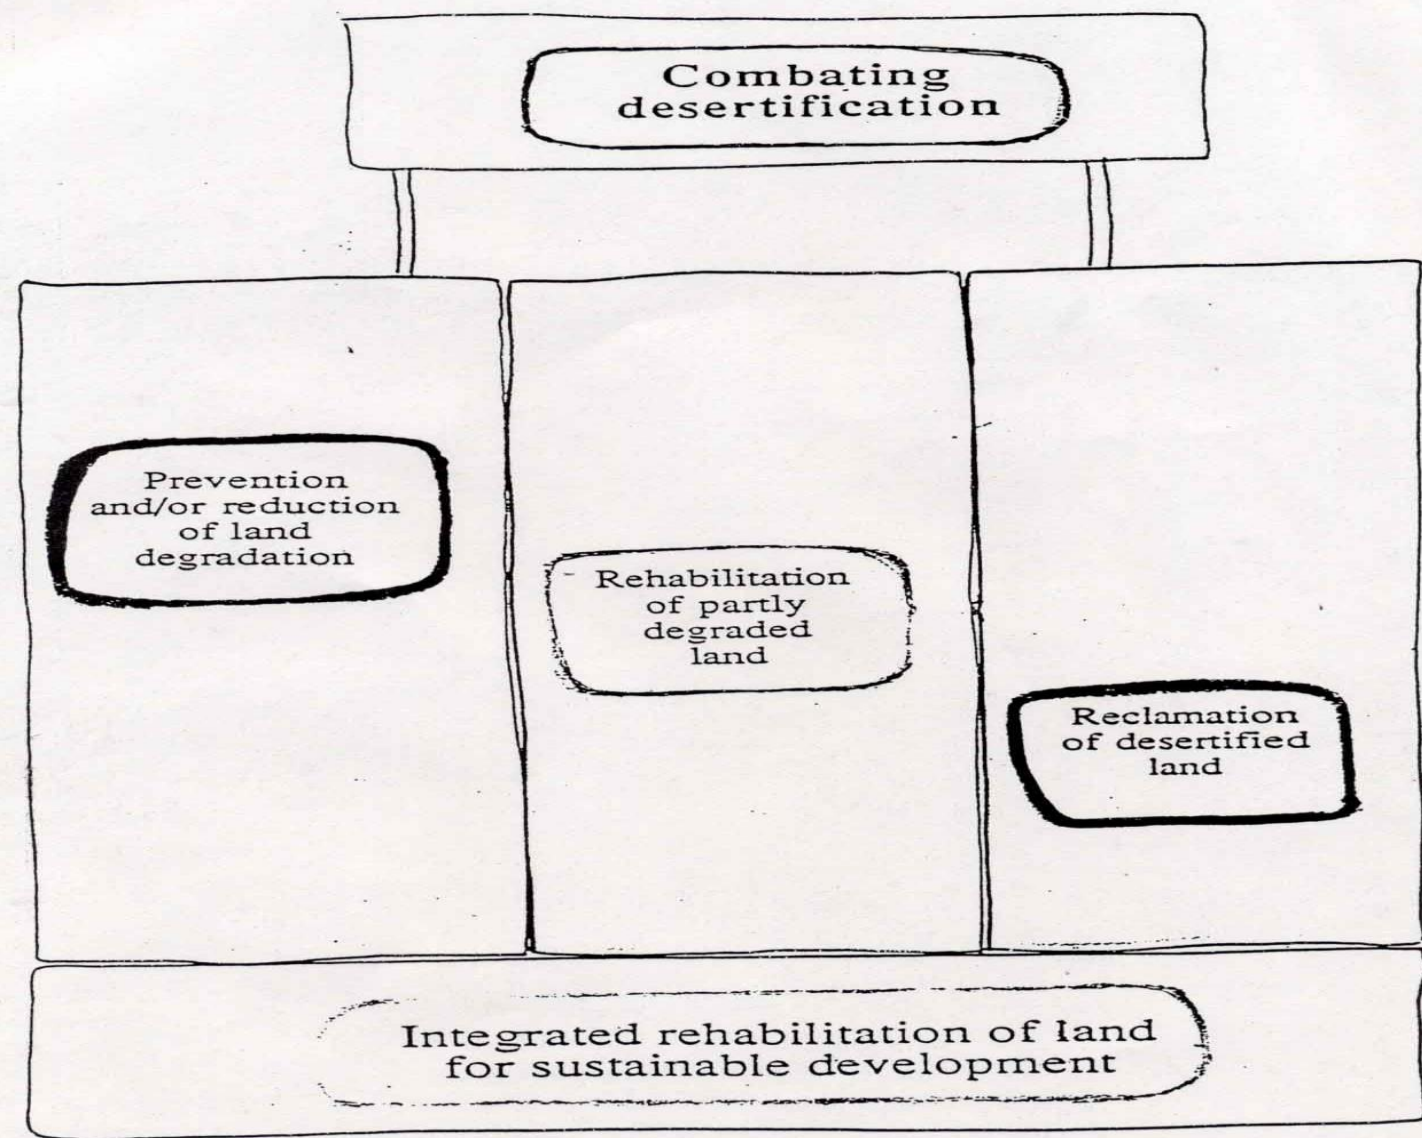 Combating
desertification
Prevention
and/or reduction
of land
degradation
Rehabilitation
of partly
degraded
land
Reclamation
of desertified
land
Integrated rehabilitation of land
for sustainable development